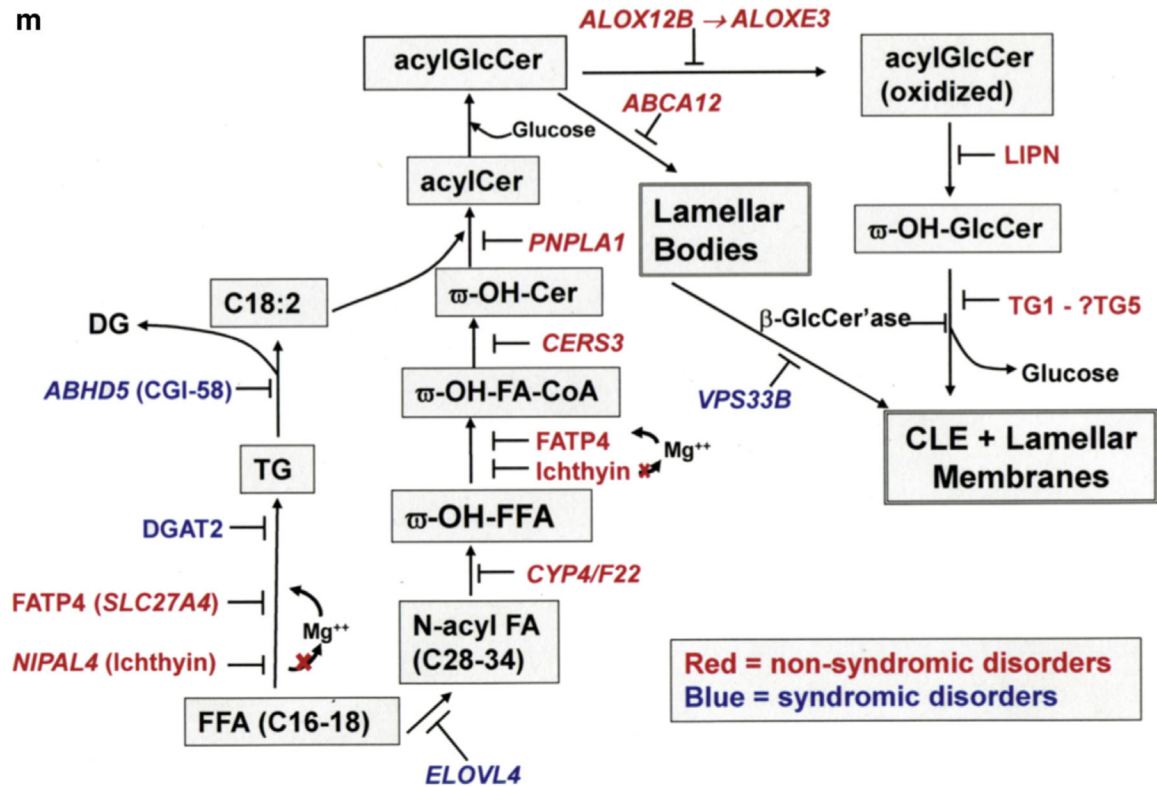 m
ALOX12B → ALOXE3
acylGlcCer
acylGlcCer
(oxidized)
ABCA12
Glucose
LIPN
acylCer
Lamellar
Bodies
ϖ-OH-GlcCer
PNPLA1
C18:2
ϖ-OH-Cer
DG
β-GlcCer'ase
TG1 - ?TG5
CERS3
ABHD5 (CGI-58)
ϖ-OH-FA-CoA
VPS33B
Glucose
FATP4
Mg++
Ichthyin
CLE + Lamellar
Membranes
TG
ϖ-OH-FFA
DGAT2
CYP4/F22
FATP4 (SLC27A4)
Mg++
N-acyl FA
(C28-34)
NIPAL4 (Ichthyin)
Red = non-syndromic disorders
Blue = syndromic disorders
FFA (C16-18)
ELOVL4